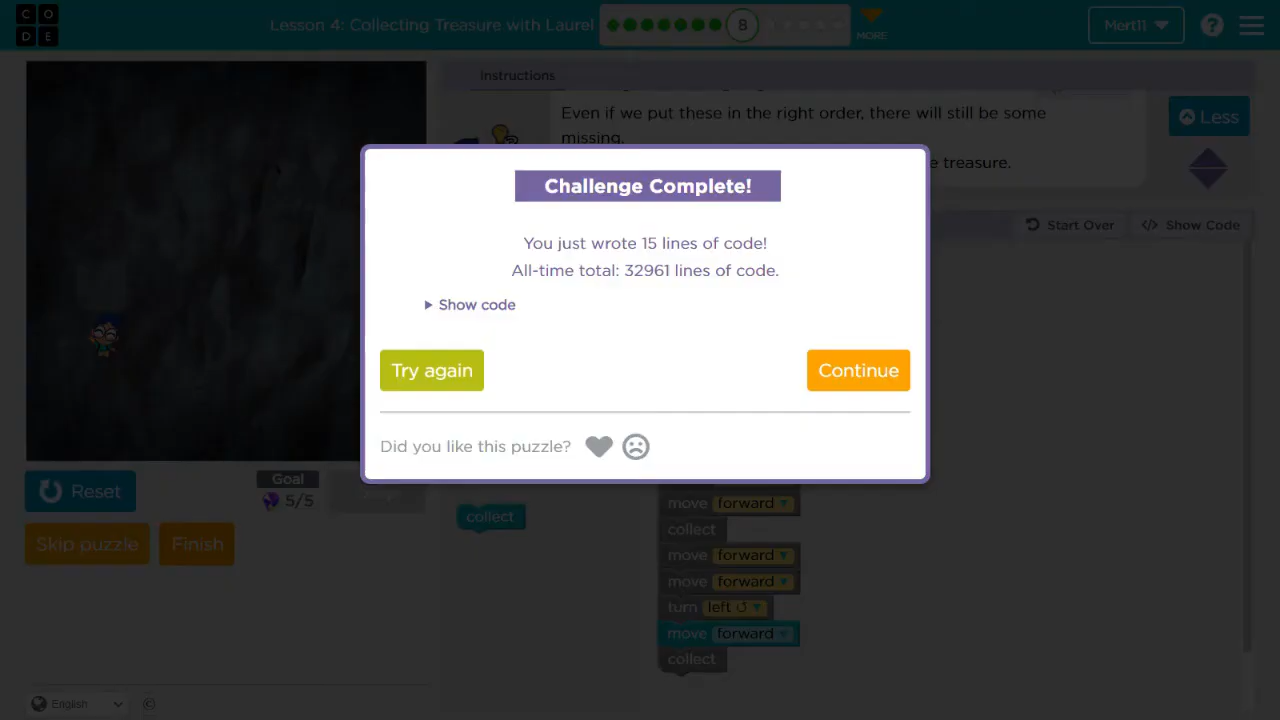 C O
D E
Lesson 4: Collecting Treasure with Laurel
8
MORE
Mert11
?
Instructions
Even if we put these in the right order, there will still be some
missing.
e treasure.
Less
Start Over
Show Code
Challenge Complete!
You just wrote 15 lines of code!
All-time total: 32961 lines of code.
Show code
Try again
Continue
Did you like this puzzle?
Reset
Goal
5/5
Skip puzzle
Finish
collect
move forward
collect
move forward
move forward
turn left
move forward
collect
English
©